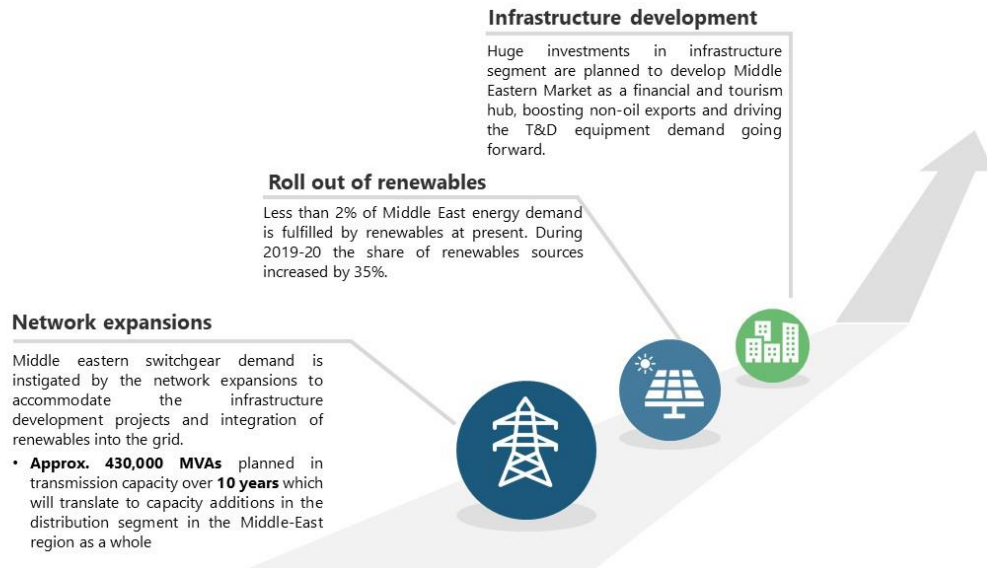 Infrastructure development
Huge investments in infrastructure
segment are planned to develop Middle
Eastern Market as a financial and tourism
hub, boosting non-oil exports and driving
the T&D equipment demand going
forward.
Roll out of renewables
Less than 2% of Middle East energy demand
is fulfilled by renewables at present. During
2019-20 the share of renewables sources
increased by 35%.
Network expansions
Middle eastern switchgear demand is
instigated by the network expansions to
accommodate the infrastructure
development projects and integration of
renewables into the grid.
• Approx. 430,000 MVAs planned in
transmission capacity over 10 years which
will translate to capacity additions in the
distribution segment in the Middle-East
region as a whole